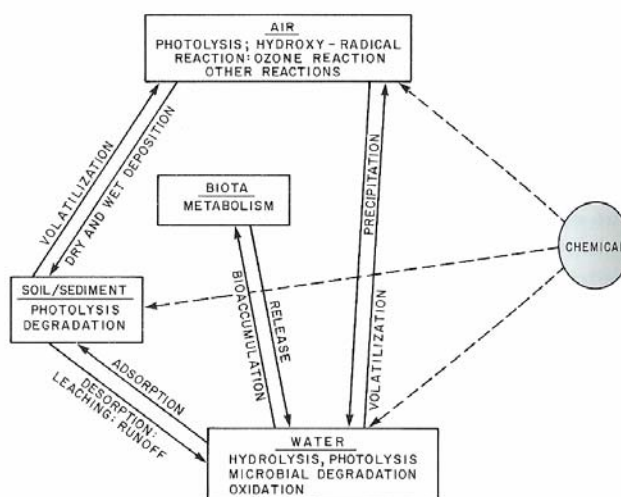 AIR
PHOTOLYSIS; HYDROXY-RADICAL
REACTION: OZONE REACTION
OTHER REACTIONS
VOLATILIZATION
DRY AND WET DEPOSITION
PRECIPITATION
BIOTA
METABOLISM
CHEMICAL
SOIL/SEDIMENT
PHOTOLYSIS
DEGRADATION
BIOACCUMULATION
RELEASE
VOLATILIZATION
ADSORPTION
DESORPTION:
LEACHING: RUNOFF
WATER
HYDROLYSIS, PHOTOLYSIS
MICROBIAL DEGRADATION
OXIDATION